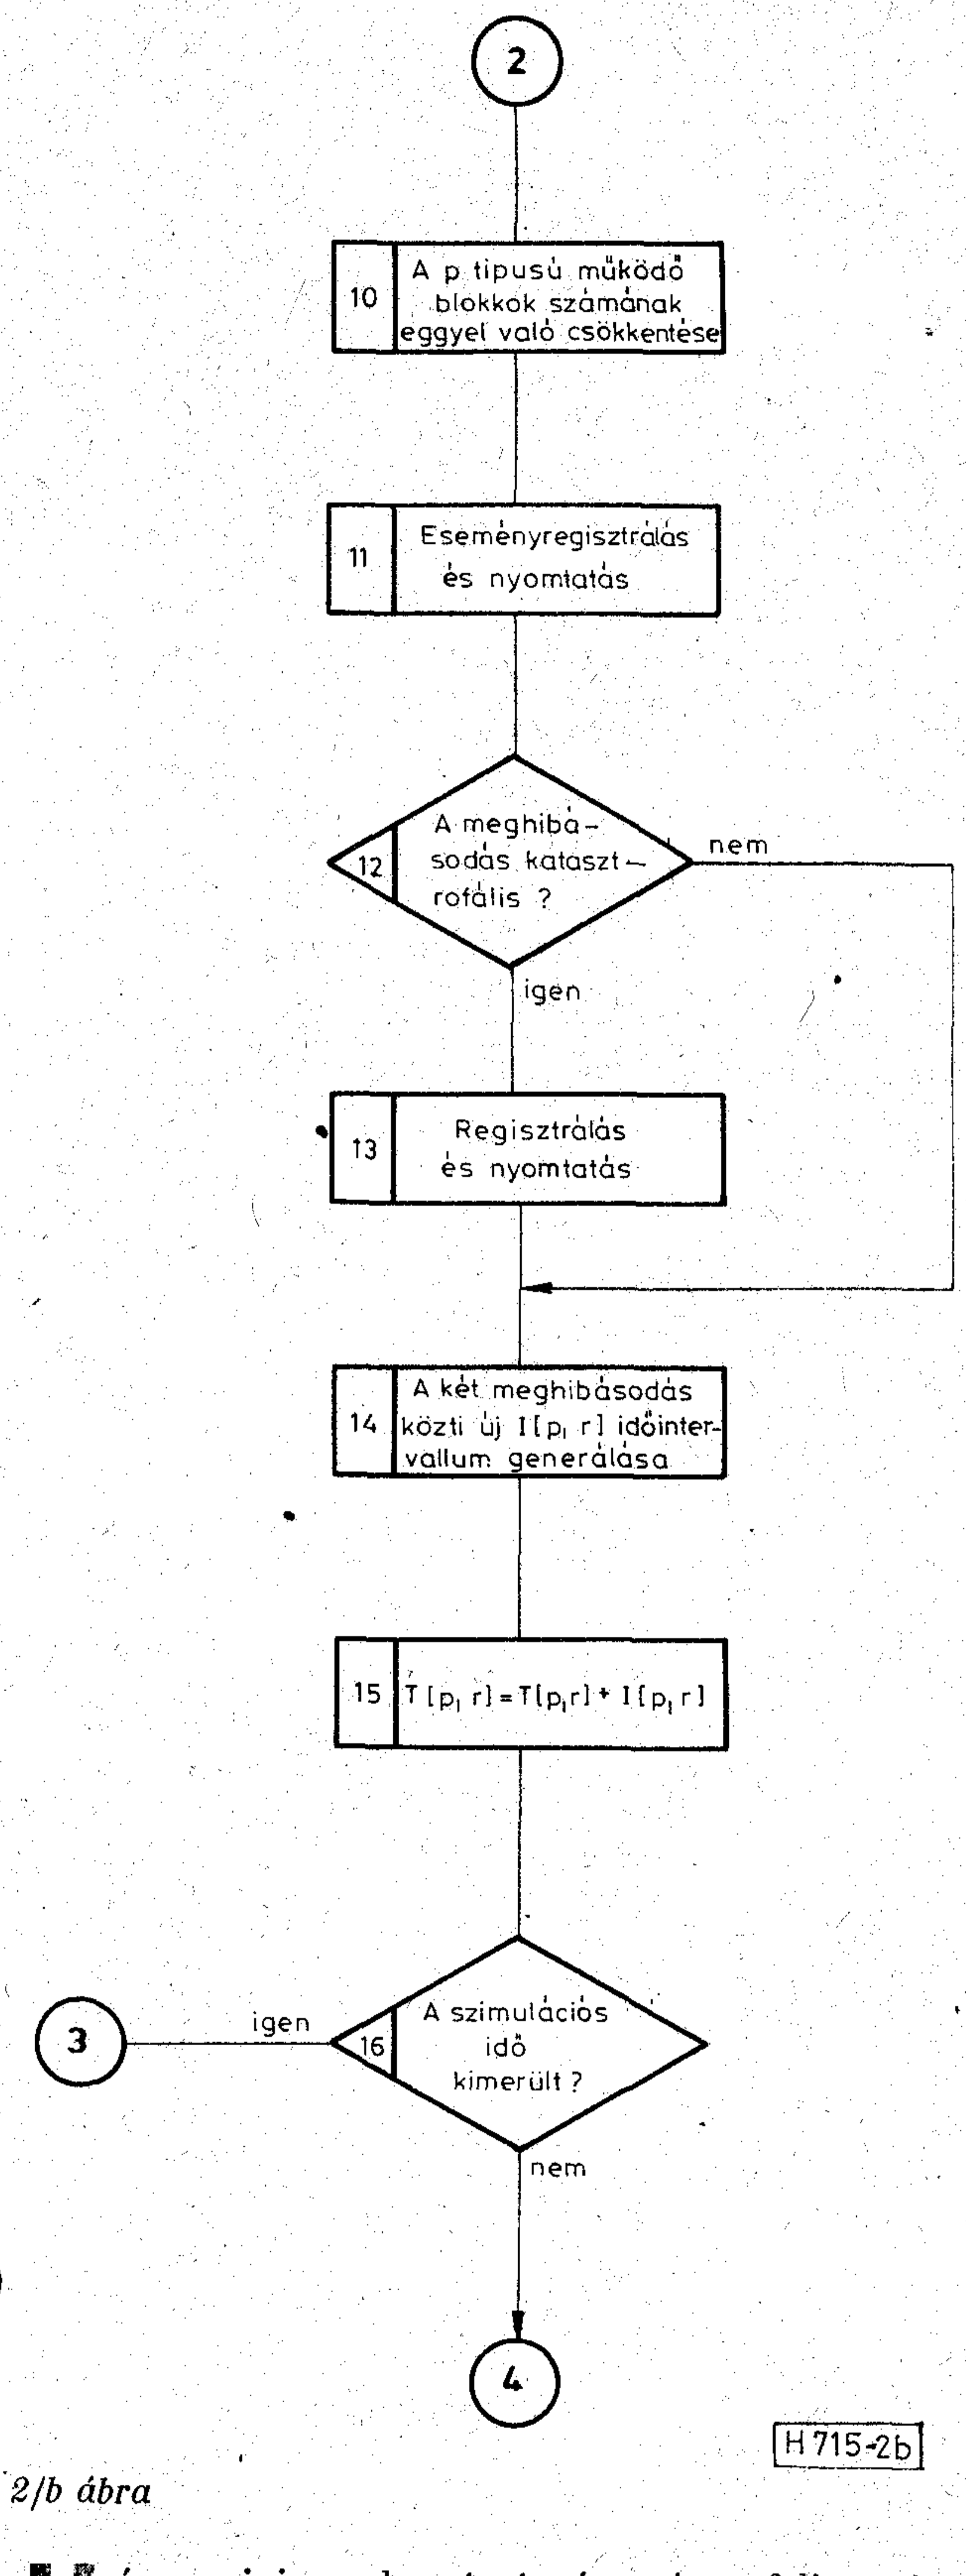 2
10
A p tipusú működő
blokkok számának
eggyel való csökkentése
11
Eseményregisztrálás
és nyomtatás
12
A meghibá-
sodás kataszt-
rofális ?
nem
igen
13
Regisztrálás
és nyomtatás
14
A két meghibásodás
közti új I[p, r] időinter-
vallum generálása
15
T [p, r] = T[p,r] + I[p, r]
16
A szimulációs
idő
kimerült ?
igen
3
nem
4
H 715-2b
2/b ábra